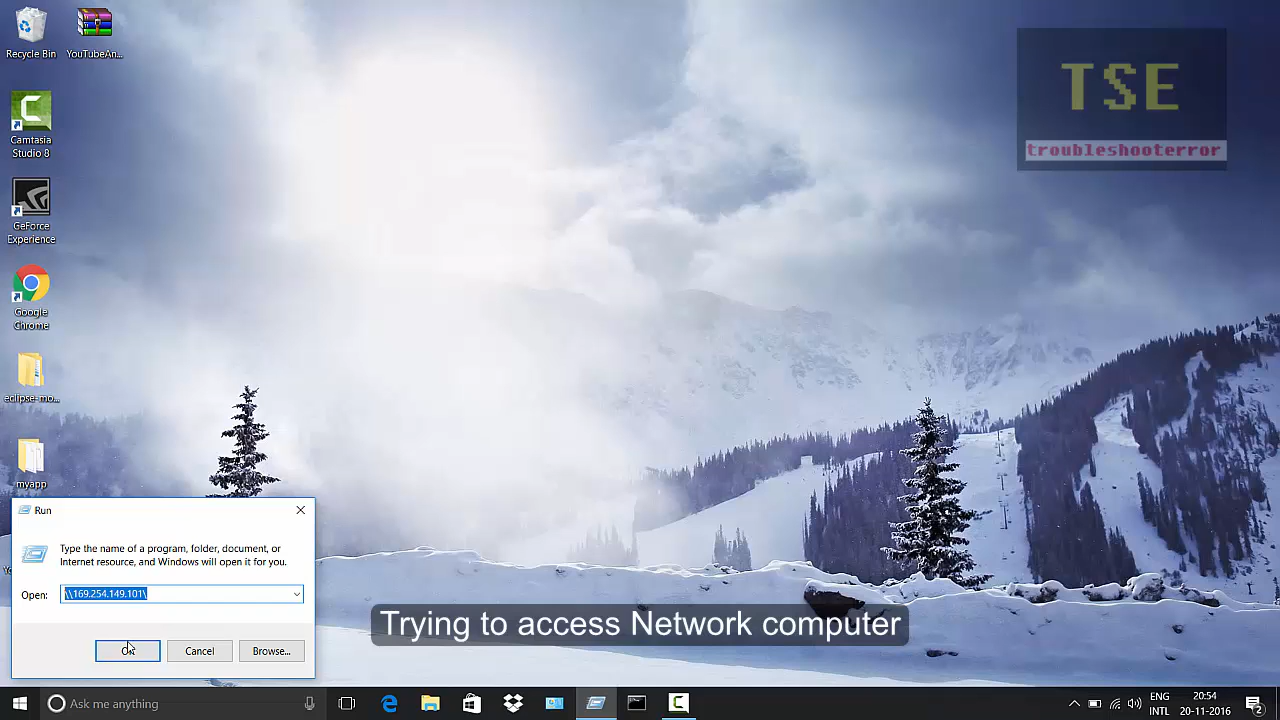 Recycle Bin
YouTubeAn...
Camtasia
Studio 8
GeForce
Experience
Google
Chrome
eclipse-mo...
myapp
TSE
troubleshooterror
Run
Type the name of a program, folder, document, or
Internet resource, and Windows will open it for you.
Open:
\\169.254.149.101\
OK
Cancel
Browse...
Trying to access Network computer
Ask me anything
ENG
INTL
20:54
20-11-2016
2